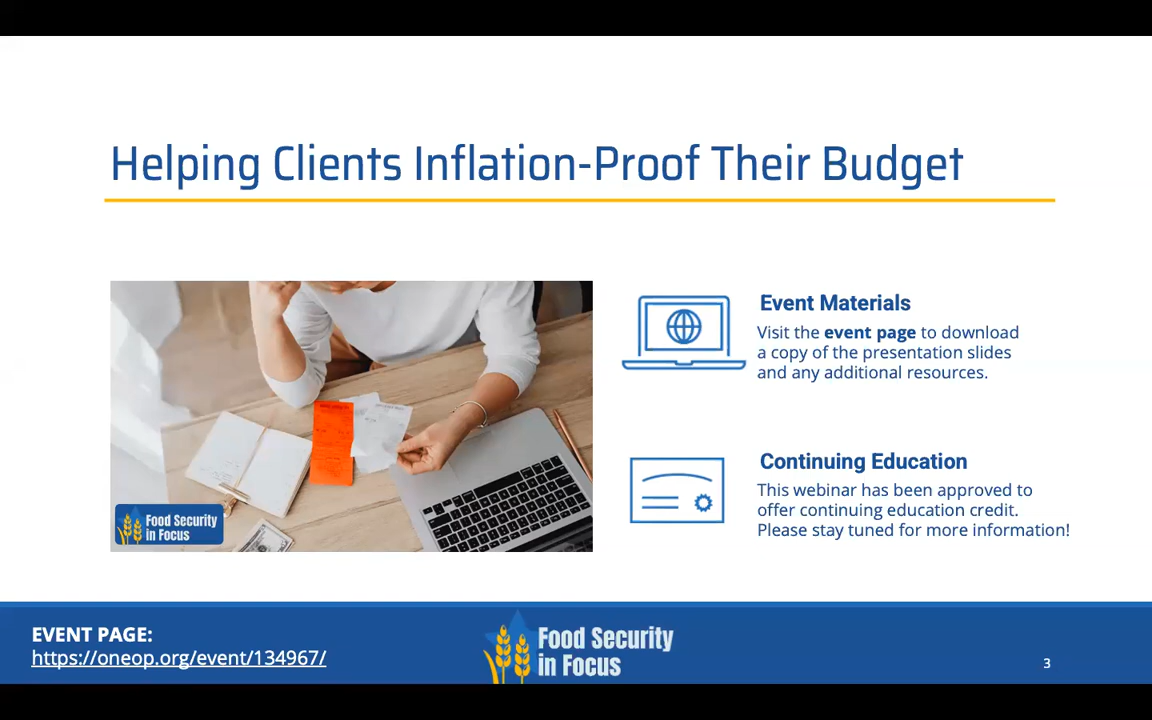 Helping Clients Inflation-Proof Their Budget
Event Materials
Visit the event page to download
a copy of the presentation slides
and any additional resources.
Food Security
in Focus
Continuing Education
This webinar has been approved to
offer continuing education credit.
Please stay tuned for more information!
EVENT PAGE:
https://oneop.org/event/134967/
Food Security
in Focus
3